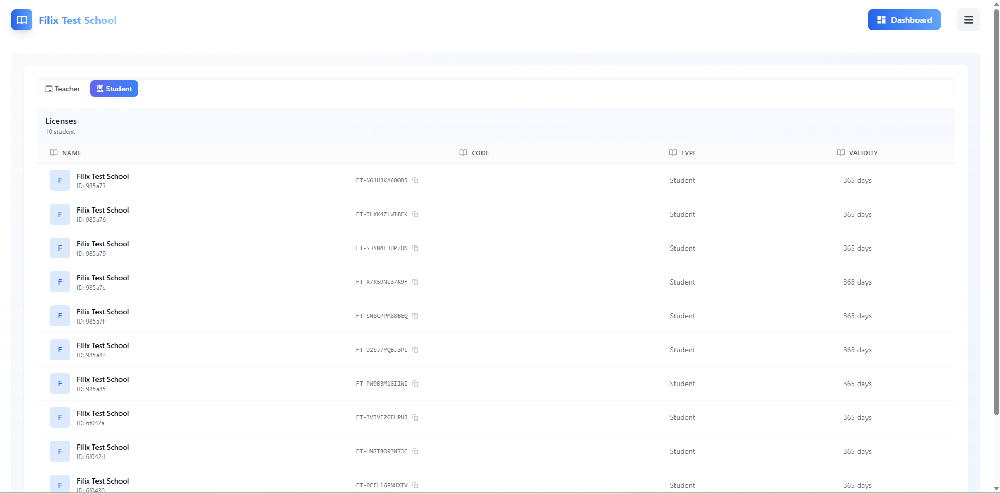 Filix Test School
Dashboard
Teacher
Student
Licenses
10 student
NAME CODE TYPE VALIDITY
Filix Test School
ID: 985a73
FT-N61H3KA60OB5 Student 365 days
Filix Test School
ID: 985a76
FT-TLXK4ZLWI8EK Student 365 days
Filix Test School
ID: 985a79
FT-S3YN4E3UPZON Student 365 days
Filix Test School
ID: 985a7c
FT-X7R59NU37K9F Student 365 days
Filix Test School
ID: 985a7f
FT-SN8CPPM88BEQ Student 365 days
Filix Test School
ID: 985a82
FT-D2SJ7YQBJ3PL Student 365 days
Filix Test School
ID: 985a85
FT-PW9B3M1GIIWI Student 365 days
Filix Test School
ID: 6f042a
FT-3VIVE2GFLPUB Student 365 days
Filix Test School
ID: 6f042d
FT-HM7T8O93N7JC Student 365 days
Filix Test School
ID: 6f0430
FT-0CFL16PNUXIV Student 365 days